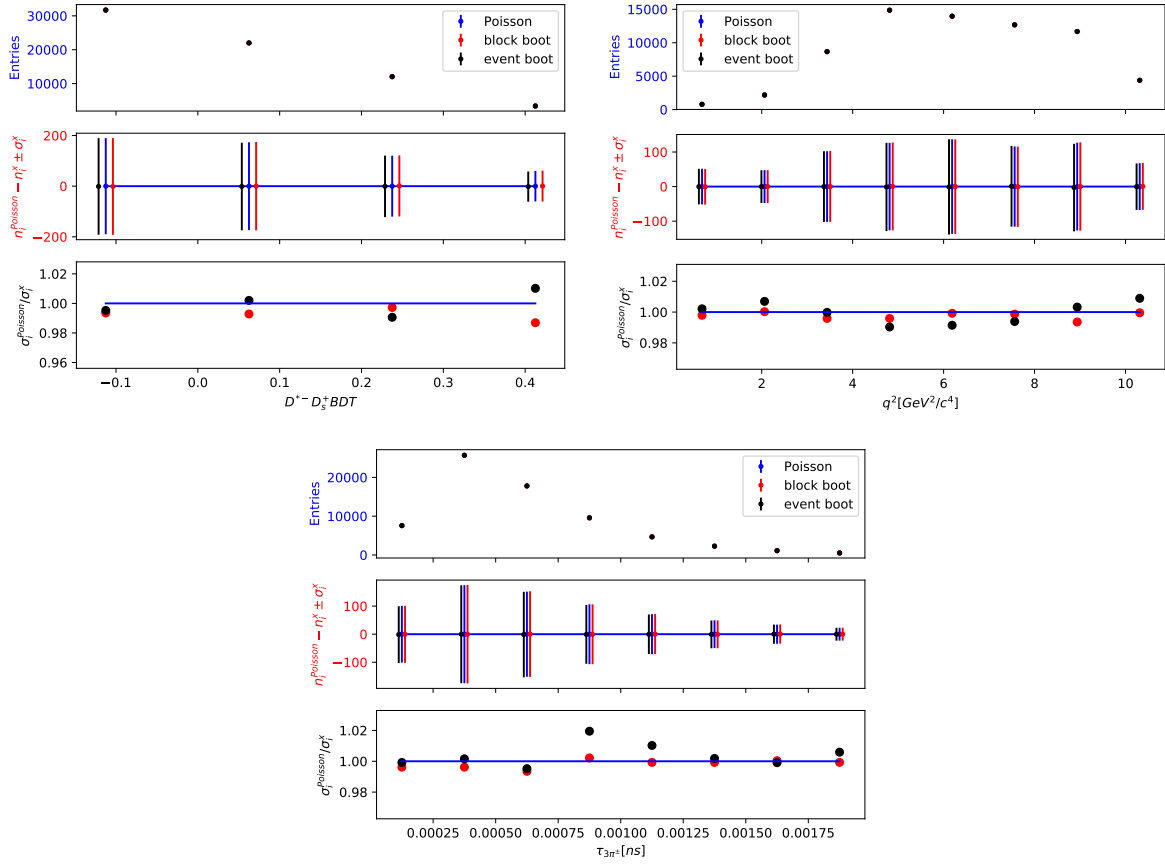 30000
20000
10000
Entries
Poisson
block boot
event boot
200
0
−200
n_i^{Poisson} − n_i^x ± σ_i^x
1.02
1.00
0.98
0.96
σ_i^{Poisson}/σ_i^x
−0.1 0.0 0.1 0.2 0.3 0.4
D^{*−} D_s^+ BDT
15000
10000
5000
0
Entries
Poisson
block boot
event boot
100
0
−100
n_i^{Poisson} − n_i^x ± σ_i^x
1.02
1.00
0.98
σ_i^{Poisson}/σ_i^x
2 4 6 8 10
q^2[GeV^2/c^4]
20000
10000
0
Entries
Poisson
block boot
event boot
100
0
−100
n_i^{Poisson} − n_i^x ± σ_i^x
1.02
1.00
0.98
σ_i^{Poisson}/σ_i^x
0.00025 0.00050 0.00075 0.00100 0.00125 0.00150 0.00175
τ_{3π^±}[ns]